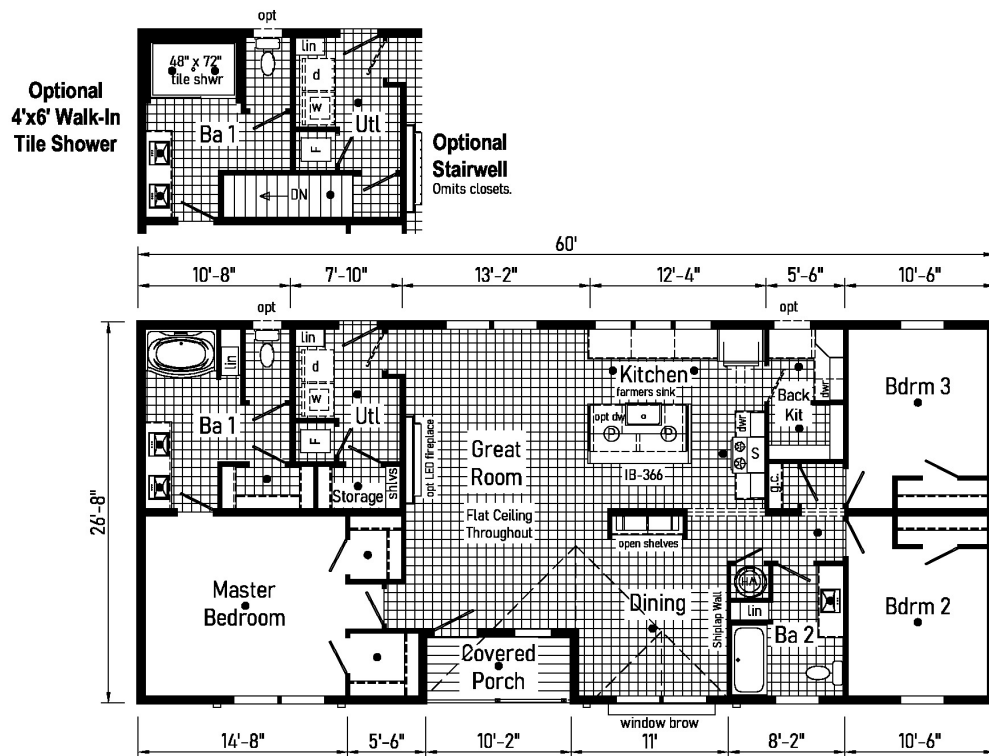 opt
lin
48" x 72"
tile shwr
d
w
Optional
4'x6' Walk-In
Tile Shower
Ba 1
Utl
F
Optional
Stairwell
Omits closets.
DN
60'
10'-8"
7'-10"
13'-2"
12'-4"
5'-6"
10'-6"
opt
opt
26'-8"
lin
lin
d
w
Ba 1
Utl
F
Storage
shlvs
opt LED fireplace
Great
Room
Flat Ceiling
Throughout
Kitchen
farmers sink
opt dw
P
P
IB-366
dwr
S
Back
Kit
dwr
g.c.
Bdrm 3
open shelves
Master
Bedroom
Covered
Porch
Dining
Shiplap Wall
HW
lin
Ba 2
Bdrm 2
window brow
14'-8"
5'-6"
10'-2"
11'
8'-2"
10'-6"